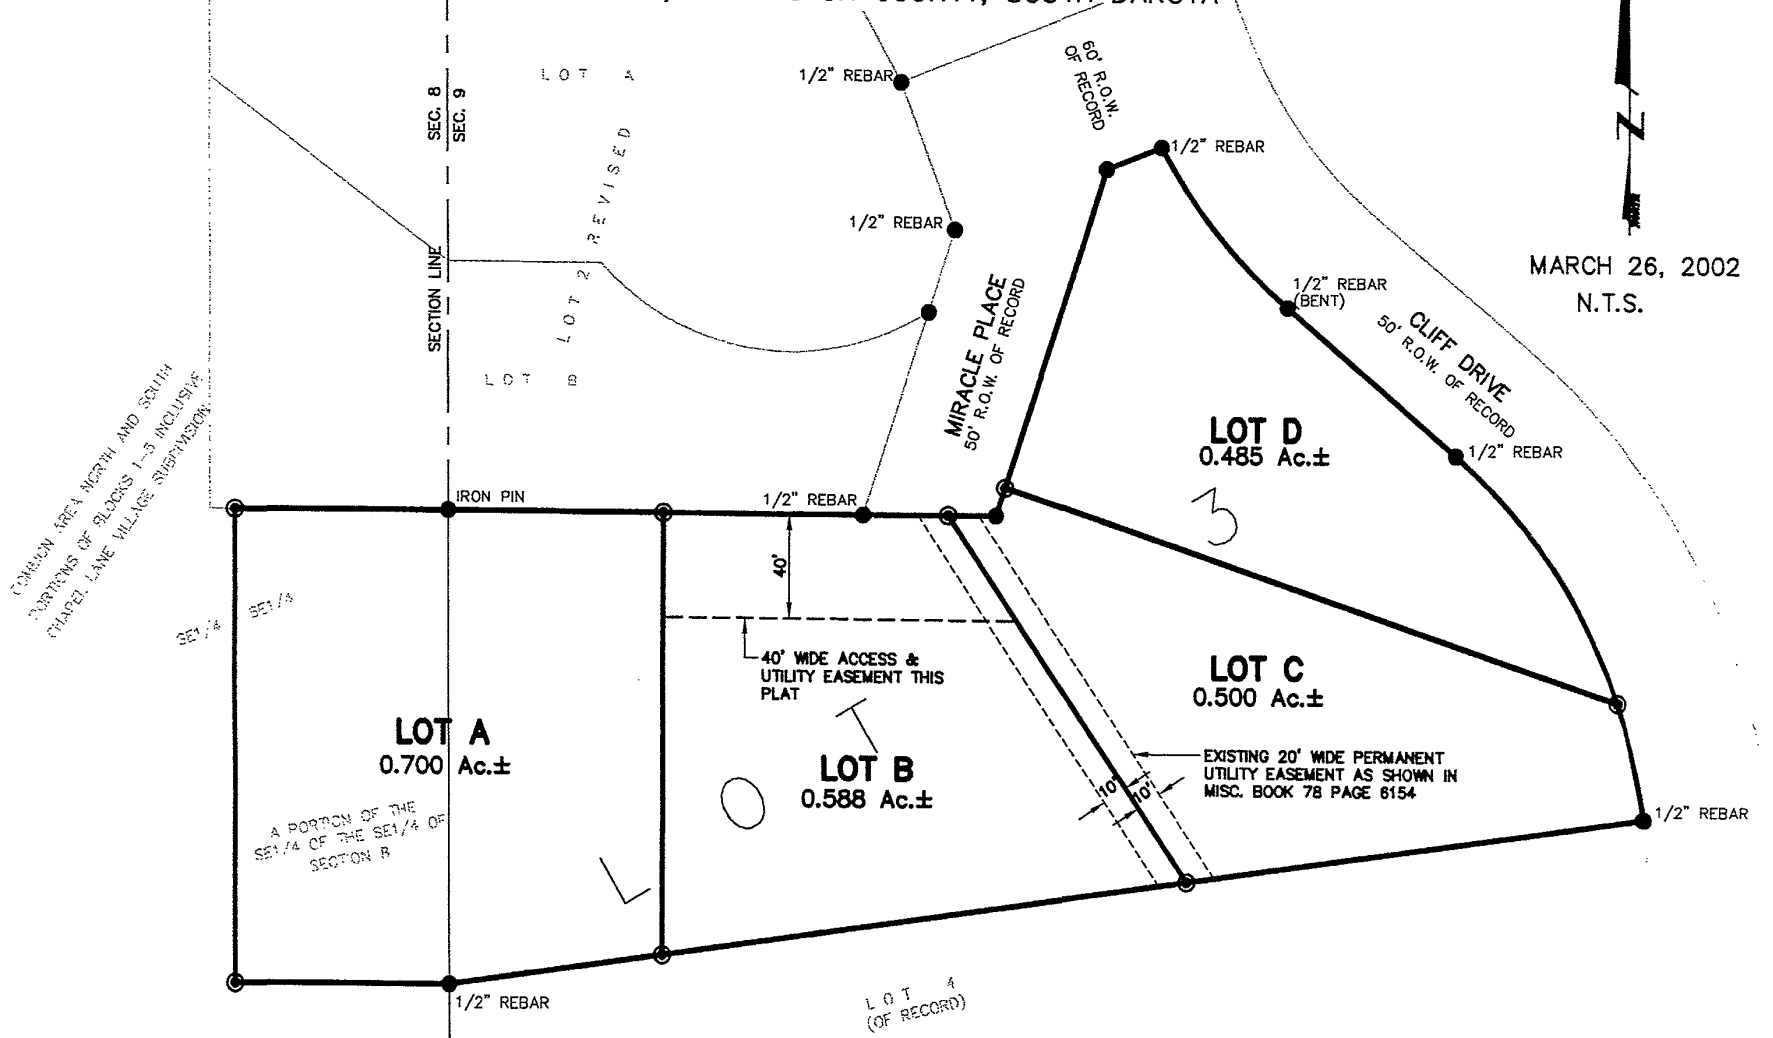 COUNTY, SOUTH DAKOTA
LOT A
1/2" REBAR
60' R.O.W.
OF RECORD
SEC. 8
SEC. 9
LOT 2 REVISED
1/2" REBAR
1/2" REBAR
SECTION LINE
MARCH 26, 2002
N.T.S.
1/2" REBAR
(BENT)
MIRACLE PLACE
50' R.O.W. OF RECORD
CLIFF DRIVE
50' R.O.W. OF RECORD
LOT B
COMMON AREA NORTH AND SOUTH
PORTIONS OF BLOCKS 1-5 INCLUSIVE
CHAPEL LANE VILLAGE SUBDIVISION
LOT D
0.485 Ac.±
1/2" REBAR
IRON PIN
1/2" REBAR
LOT 3
40'
SE1/4 SE1/4
40' WIDE ACCESS &
UTILITY EASEMENT THIS
PLAT
LOT C
0.500 Ac.±
LOT A
0.700 Ac.±
LOT B
0.588 Ac.±
EXISTING 20' WIDE PERMANENT
UTILITY EASEMENT AS SHOWN IN
MISC. BOOK 78 PAGE 6154
10' 10'
A PORTION OF THE
SE1/4 OF THE SE1/4 OF
SECTION 8
1/2" REBAR
1/2" REBAR
LOT 4
(OF RECORD)